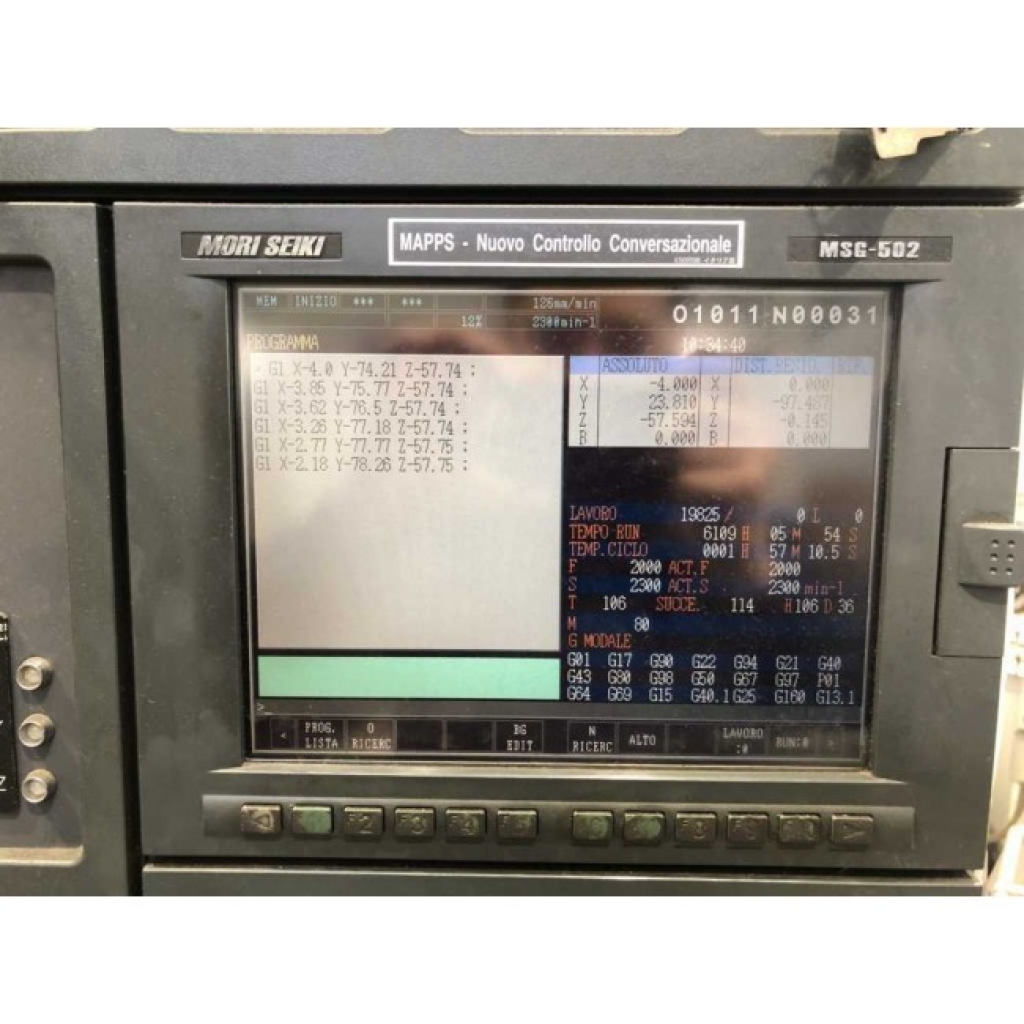 MORI SEIKI
MAPPS - Nuovo Controllo Conversazionale
MSG-502
MEM INIZIO *** *** 126mm/min
12% 2300min-1
O1011 N00031
PROGRAMMA
10:34:40
G1 X-4.0 Y-74.21 Z-57.74 ;
G1 X-3.85 Y-75.77 Z-57.74 ;
G1 X-3.62 Y-76.5 Z-57.74 ;
G1 X-3.26 Y-77.18 Z-57.74 ;
G1 X-2.77 Y-77.77 Z-57.75 ;
G1 X-2.18 Y-78.26 Z-57.75 ;
ASSOLUTO DIST.RESTO.
X -4.000 X 0.000
Y 23.810 Y -97.487
Z -57.594 Z -0.145
B 0.000 B 0.000
LAVORO 19825 / 0 L 0
TEMPO RUN 6109 H 05 M 54 S
TEMP.CICLO 0001 H 57 M 10.5 S
F 2000 ACT.F 2000
S 2300 ACT.S 2300 min-1
T 106 SUCCE. 114 H106 D 36
M 80
G MODALE
G01 G17 G90 G22 G94 G21 G40
G43 G80 G98 G50 G67 G97 P01
G64 G69 G15 G40.1 G25 G160 G13.1
>
< PROG. LISTA
O RICERC
BG EDIT
N RICERC
ALTO
LAVORO :0
RUN:0 >
F2 F3 F4 F5
Z